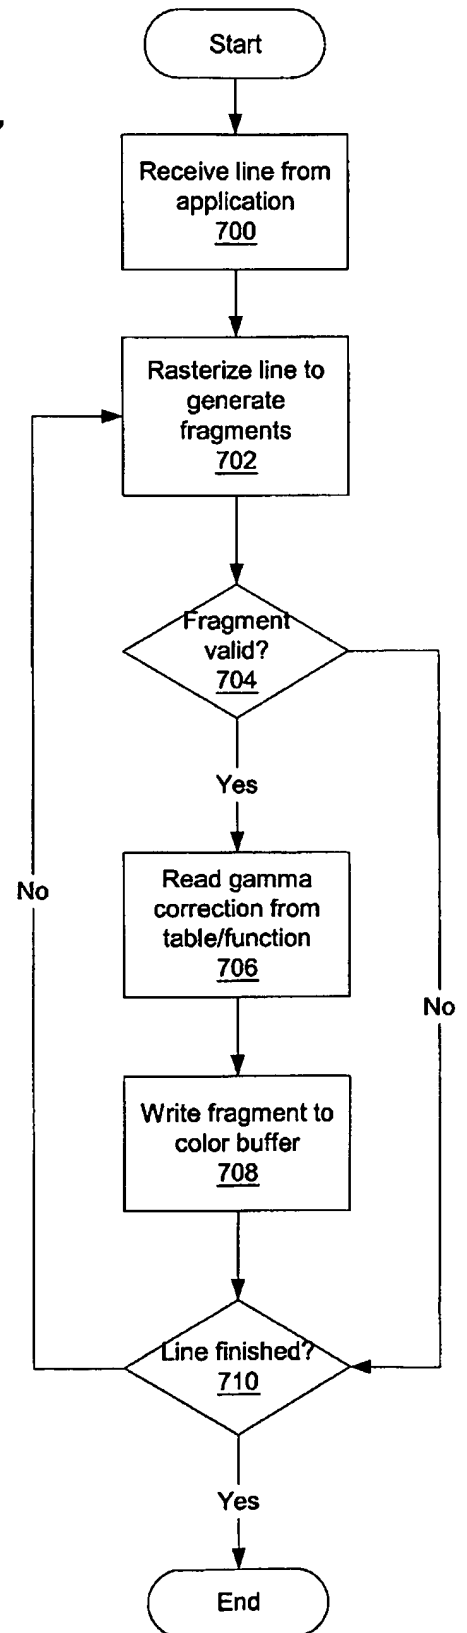 Start
Receive line from
application
700
Rasterize line to
generate
fragments
702
Fragment
valid?
704
Yes
Read gamma
correction from
table/function
706
No
No
Write fragment to
color buffer
708
Line finished?
710
Yes
End